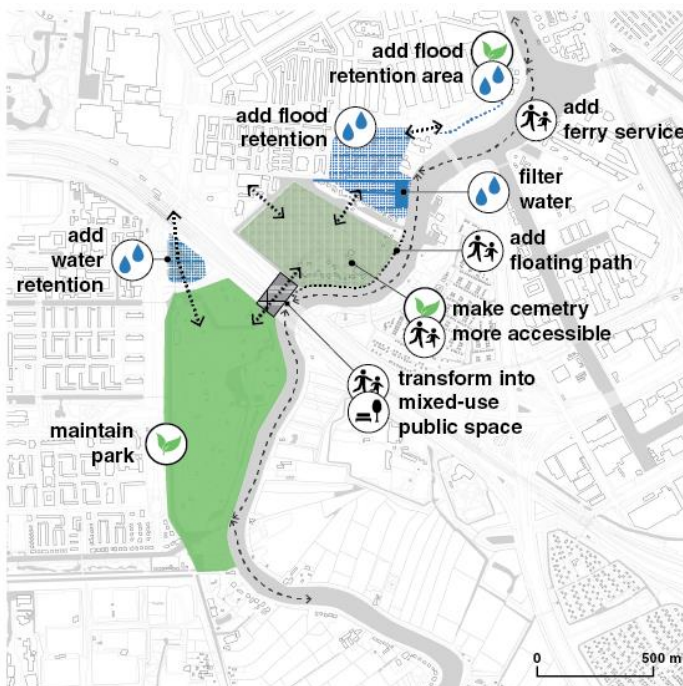 add flood
retention area
add flood
retention
add
ferry service
filter
water
add
water
retention
add
floating path
make cemetry
more accessible
transform into
mixed-use
public space
maintain
park
0 500 m